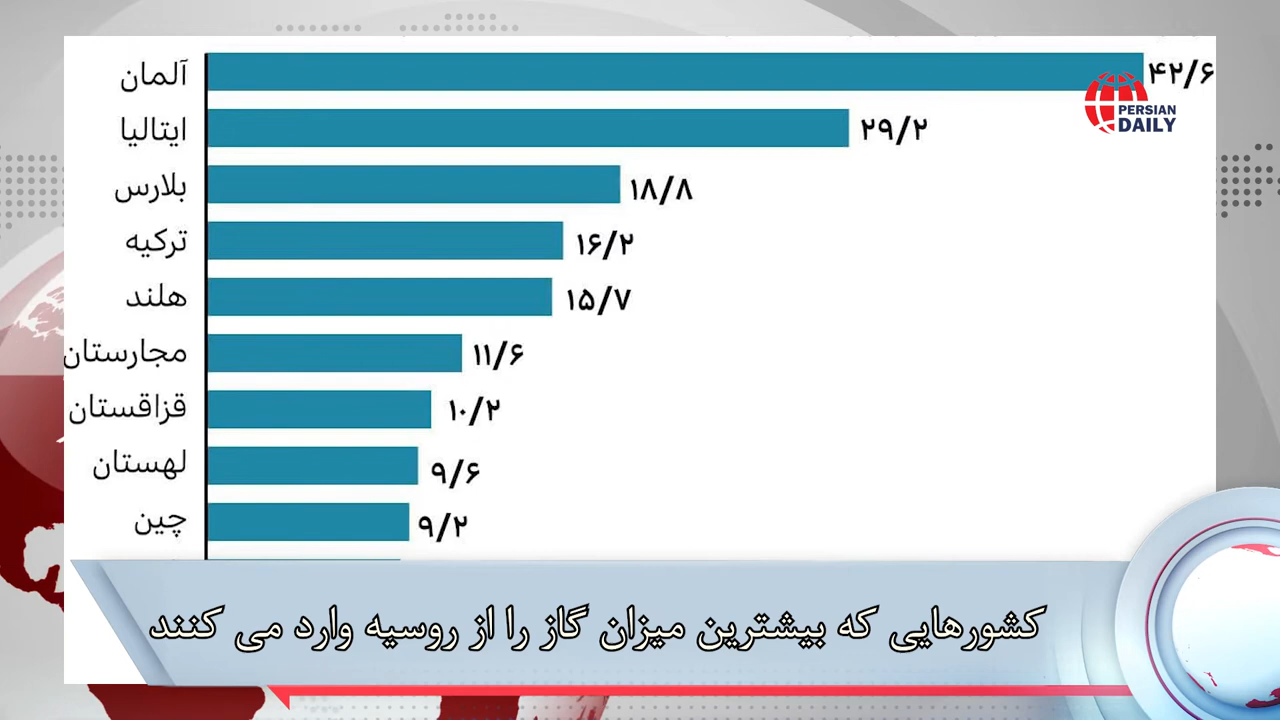 آلمان ۴۲/۶
PERSIAN
DAILY
ایتالیا ۲۹/۲
بلارس ۱۸/۸
ترکیه ۱۶/۲
هلند ۱۵/۷
مجارستان ۱۱/۶
قزاقستان ۱۰/۲
لهستان ۹/۶
چین ۹/۲
کشورهایی که بیشترین میزان گاز را از روسیه وارد می کنند